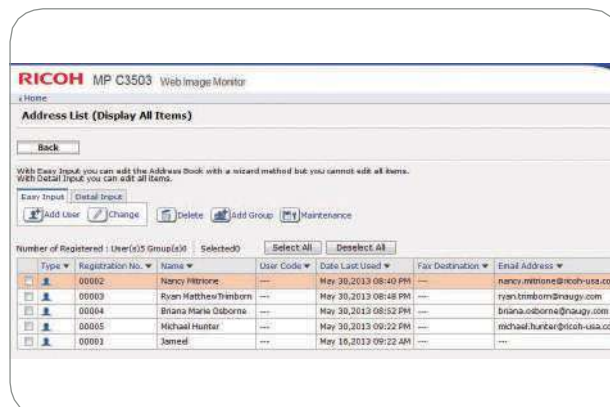 RICOH MP C3503 Web Image Monitor
Home
Address List (Display All Items)
Back
With Easy Input you can edit the Address Book with a wizard method but you cannot edit all items.
With Detail Input you can edit all items.
Easy Input Detail Input
Add User Change Delete Add Group Maintenance
Number of Registered : User(s)5 Group(s)0 Selected0 Select All Deselect All
Type Registration No. Name User Code Date Last Used Fax Destination Email Address
00002 Nancy Mitrione --- May 30,2013 08:40 PM --- nancy.mitrione@ricoh-usa.co
00003 Ryan Matthew Trimborn --- May 30,2013 08:48 PM --- ryan.trimborn@naugy.com
00004 Briana Marie Osborne --- May 30,2013 08:52 PM --- briana.osborne@naugy.com
00005 Michael Hunter --- May 30,2013 09:22 PM --- michael.hunter@ricoh-usa.co
00001 Jameel --- May 16,2013 09:22 AM --- ---